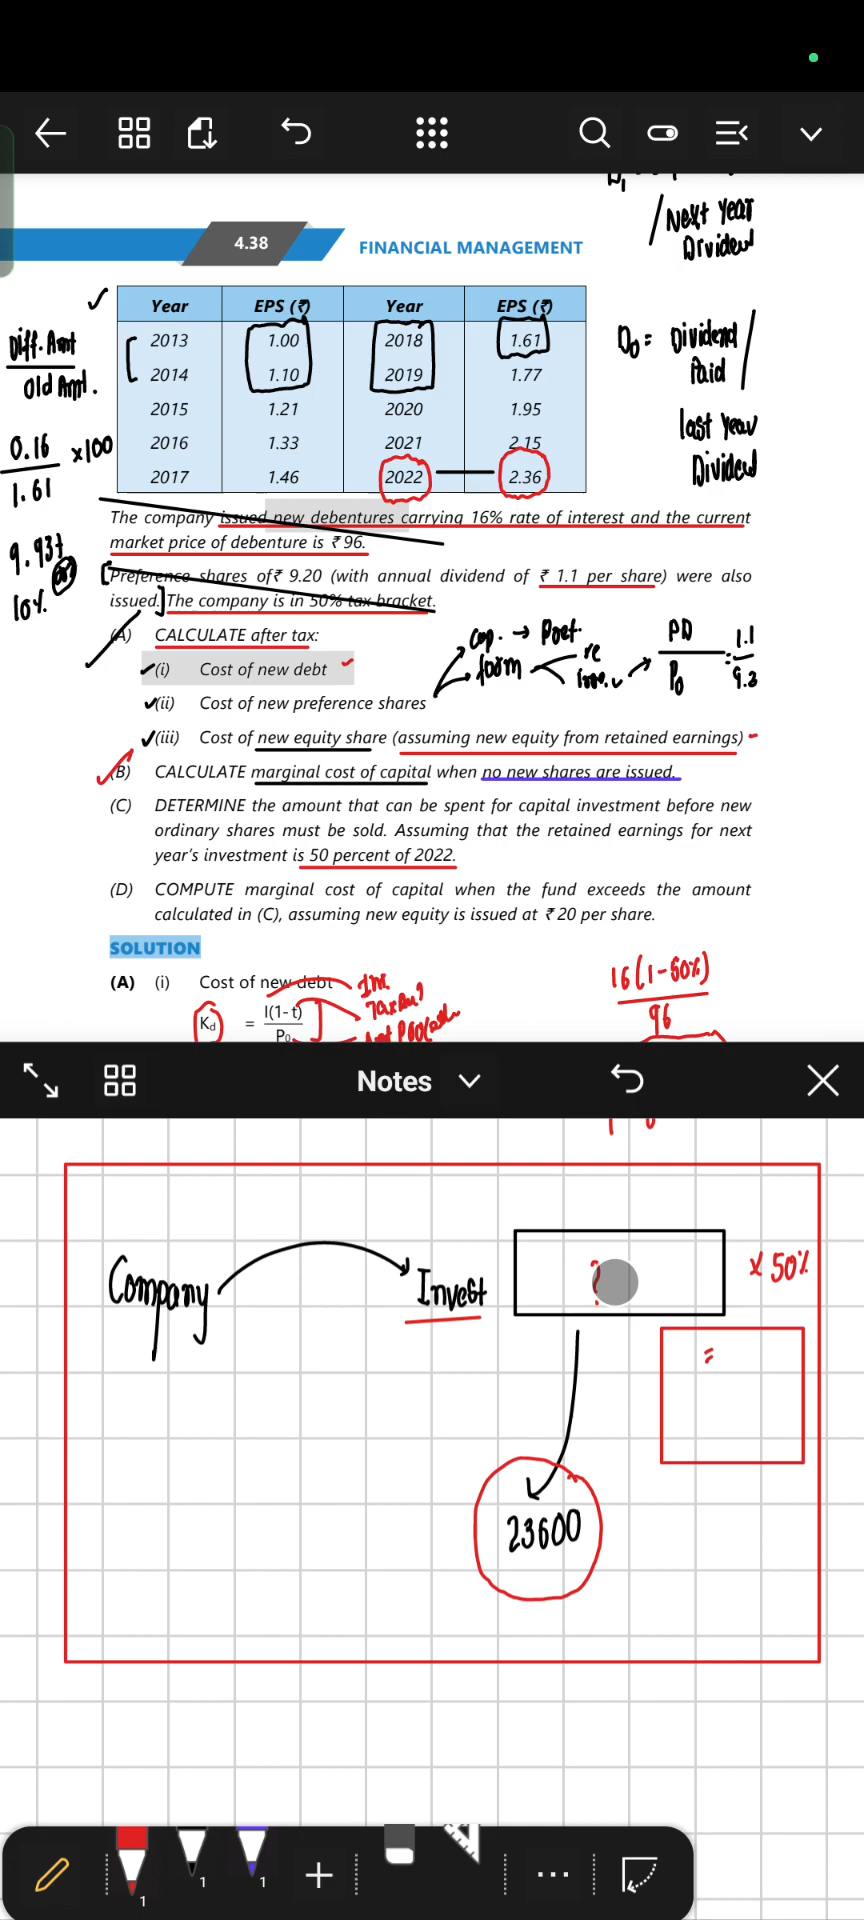 / Next Year
Dividend
4.38
FINANCIAL MANAGEMENT
Year EPS (₹) Year EPS (₹)
2013 1.00 2018 1.61
2014 1.10 2019 1.77
2015 1.21 2020 1.95
2016 1.33 2021 2.15
2017 1.46 2022 2.36
Diff. Amt
Old Amt.
0.16 x100
1.61
9.937
10%
D₀ = Dividend
Paid
last year
Dividend
The company issued new debentures carrying 16% rate of interest and the current
market price of debenture is ₹ 96.
Preference shares of ₹ 9.20 (with annual dividend of ₹ 1.1 per share) were also
issued. The company is in 50% tax bracket.
(A) CALCULATE after tax:
(i) Cost of new debt
(ii) Cost of new preference shares
(iii) Cost of new equity share (assuming new equity from retained earnings)
Cop. → Pref.
form re
irre.
PD = 1.1
P₀ 9.2
(B) CALCULATE marginal cost of capital when no new shares are issued.
(C) DETERMINE the amount that can be spent for capital investment before new
ordinary shares must be sold. Assuming that the retained earnings for next
year's investment is 50 percent of 2022.
(D) COMPUTE marginal cost of capital when the fund exceeds the amount
calculated in (C), assuming new equity is issued at ₹ 20 per share.
SOLUTION
(A) (i) Cost of new debt
Kd = I(1- t)
P₀
Int.
16(1-50%)
96
Notes
Company
Invest
?
x 50%
=
23600
1
1
1